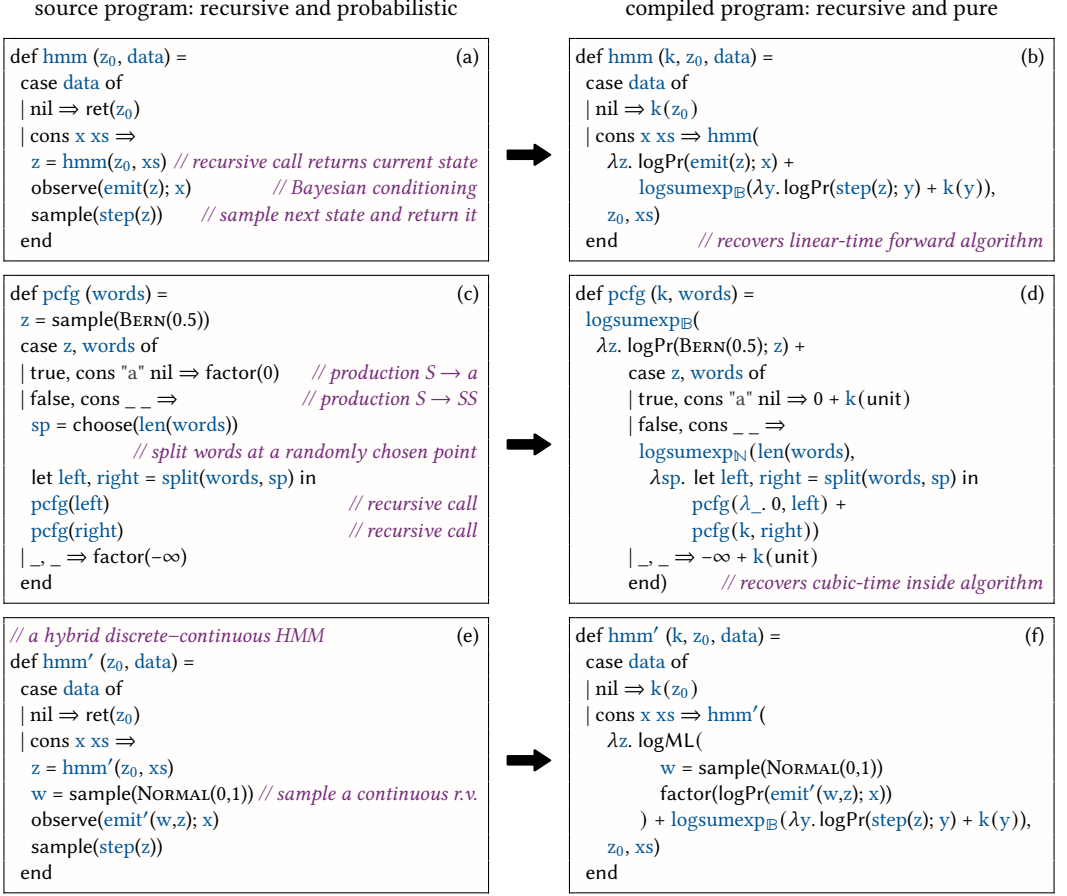 source program: recursive and probabilistic
compiled program: recursive and pure
def hmm (z₀, data) = (a)
case data of
| nil ⇒ ret(z₀)
| cons x xs ⇒
z = hmm(z₀, xs) // recursive call returns current state
observe(emit(z); x) // Bayesian conditioning
sample(step(z)) // sample next state and return it
end
def hmm (k, z₀, data) = (b)
case data of
| nil ⇒ k(z₀)
| cons x xs ⇒ hmm(
λz. logPr(emit(z); x) +
logsumexp𝔹(λy. logPr(step(z); y) + k(y)),
z₀, xs)
end // recovers linear-time forward algorithm
def pcfg (words) = (c)
z = sample(BERN(0.5))
case z, words of
| true, cons "a" nil ⇒ factor(0) // production S → a
| false, cons _ _ ⇒ // production S → SS
sp = choose(len(words))
// split words at a randomly chosen point
let left, right = split(words, sp) in
pcfg(left) // recursive call
pcfg(right) // recursive call
| _, _ ⇒ factor(−∞)
end
def pcfg (k, words) = (d)
logsumexp𝔹(
λz. logPr(BERN(0.5); z) +
case z, words of
| true, cons "a" nil ⇒ 0 + k(unit)
| false, cons _ _ ⇒
logsumexpℕ(len(words),
λsp. let left, right = split(words, sp) in
pcfg(λ_. 0, left) +
pcfg(k, right))
| _, _ ⇒ −∞ + k(unit)
end) // recovers cubic-time inside algorithm
// a hybrid discrete–continuous HMM (e)
def hmm′ (z₀, data) =
case data of
| nil ⇒ ret(z₀)
| cons x xs ⇒
z = hmm′(z₀, xs)
w = sample(NORMAL(0,1)) // sample a continuous r.v.
observe(emit′(w,z); x)
sample(step(z))
end
def hmm′ (k, z₀, data) = (f)
case data of
| nil ⇒ k(z₀)
| cons x xs ⇒ hmm′(
λz. logML(
w = sample(NORMAL(0,1))
factor(logPr(emit′(w,z); x))
) + logsumexp𝔹(λy. logPr(step(z); y) + k(y)),
z₀, xs)
end